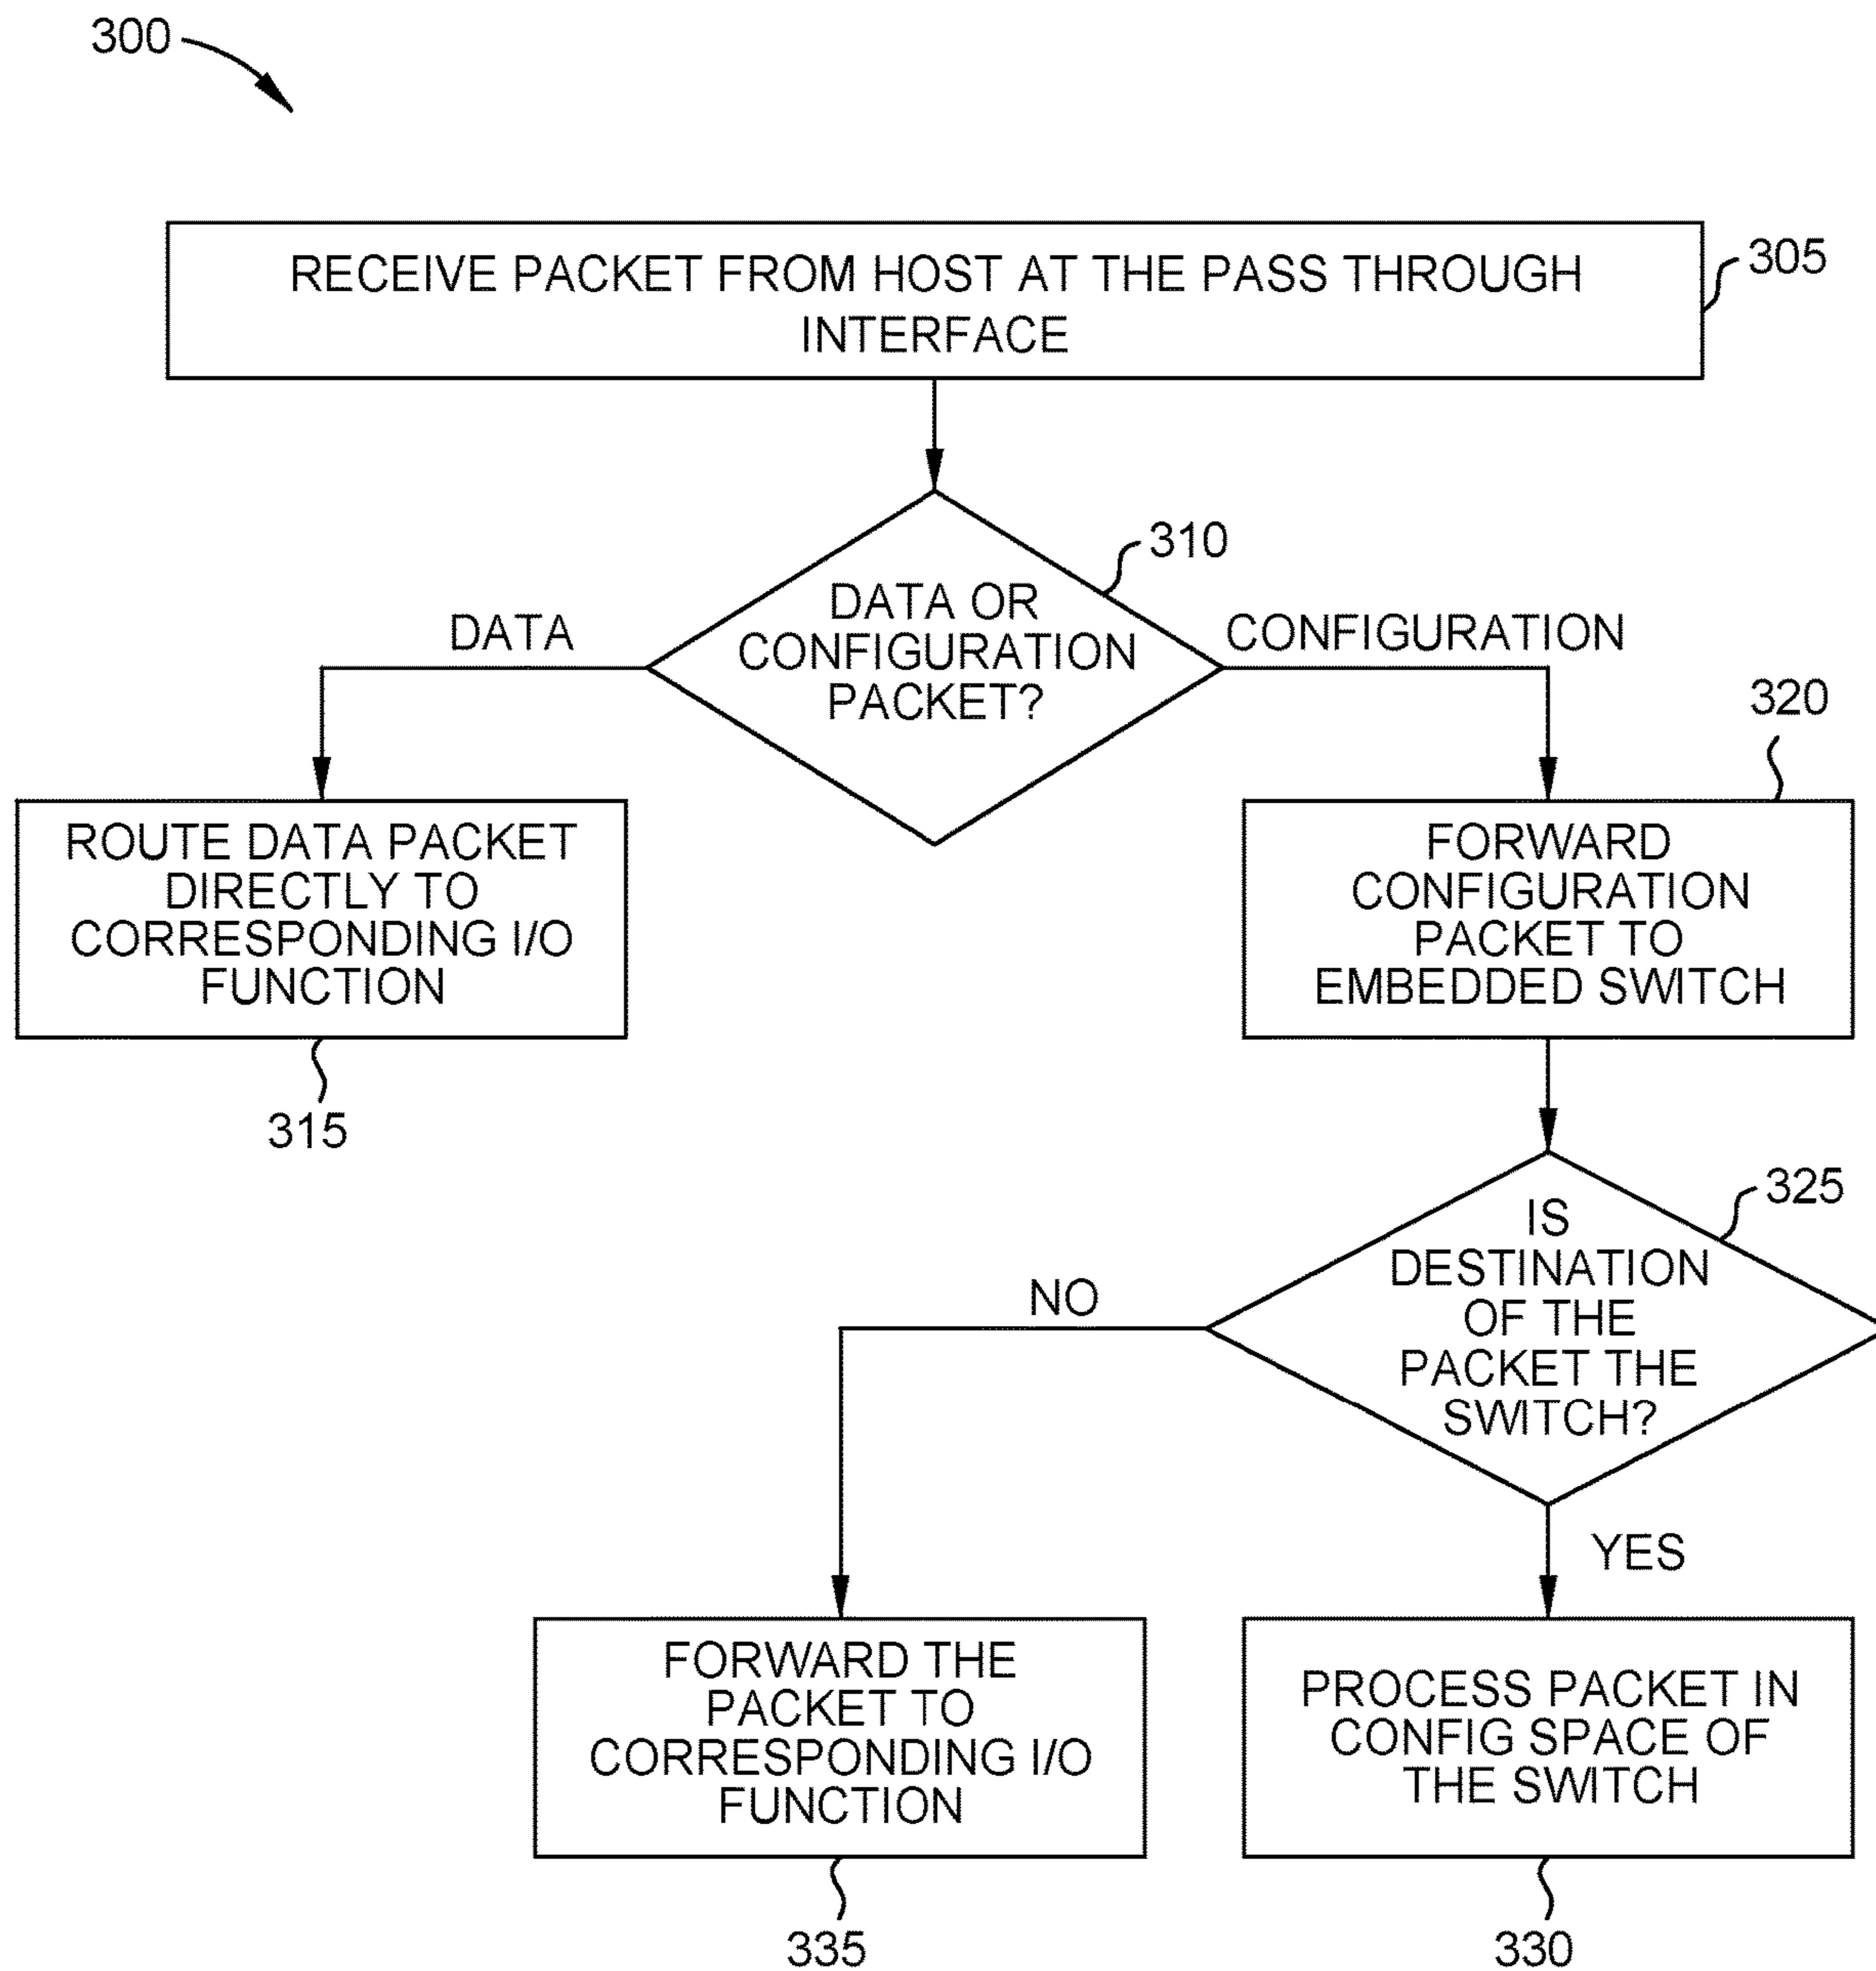 300
RECEIVE PACKET FROM HOST AT THE PASS THROUGH
INTERFACE
305
310
DATA OR
CONFIGURATION
PACKET?
DATA
CONFIGURATION
320
ROUTE DATA PACKET
DIRECTLY TO
CORRESPONDING I/O
FUNCTION
315
FORWARD
CONFIGURATION
PACKET TO
EMBEDDED SWITCH
325
IS
DESTINATION
OF THE
PACKET THE
SWITCH?
NO
YES
FORWARD THE
PACKET TO
CORRESPONDING I/O
FUNCTION
335
PROCESS PACKET IN
CONFIG SPACE OF
THE SWITCH
330